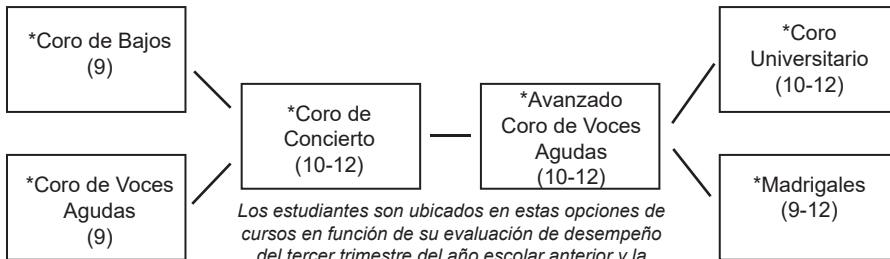 *Coro de Bajos
(9)
*Coro de Voces
Agudas
(9)
*Coro de
Concierto
(10-12)
*Avanzado
Coro de Voces
Agudas
(10-12)
*Coro
Universitario
(10-12)
*Madrigales
(9-12)
Los estudiantes son ubicados en estas opciones de
cursos en función de su evaluación de desempeño
del tercer trimestre del año escolar anterior y la